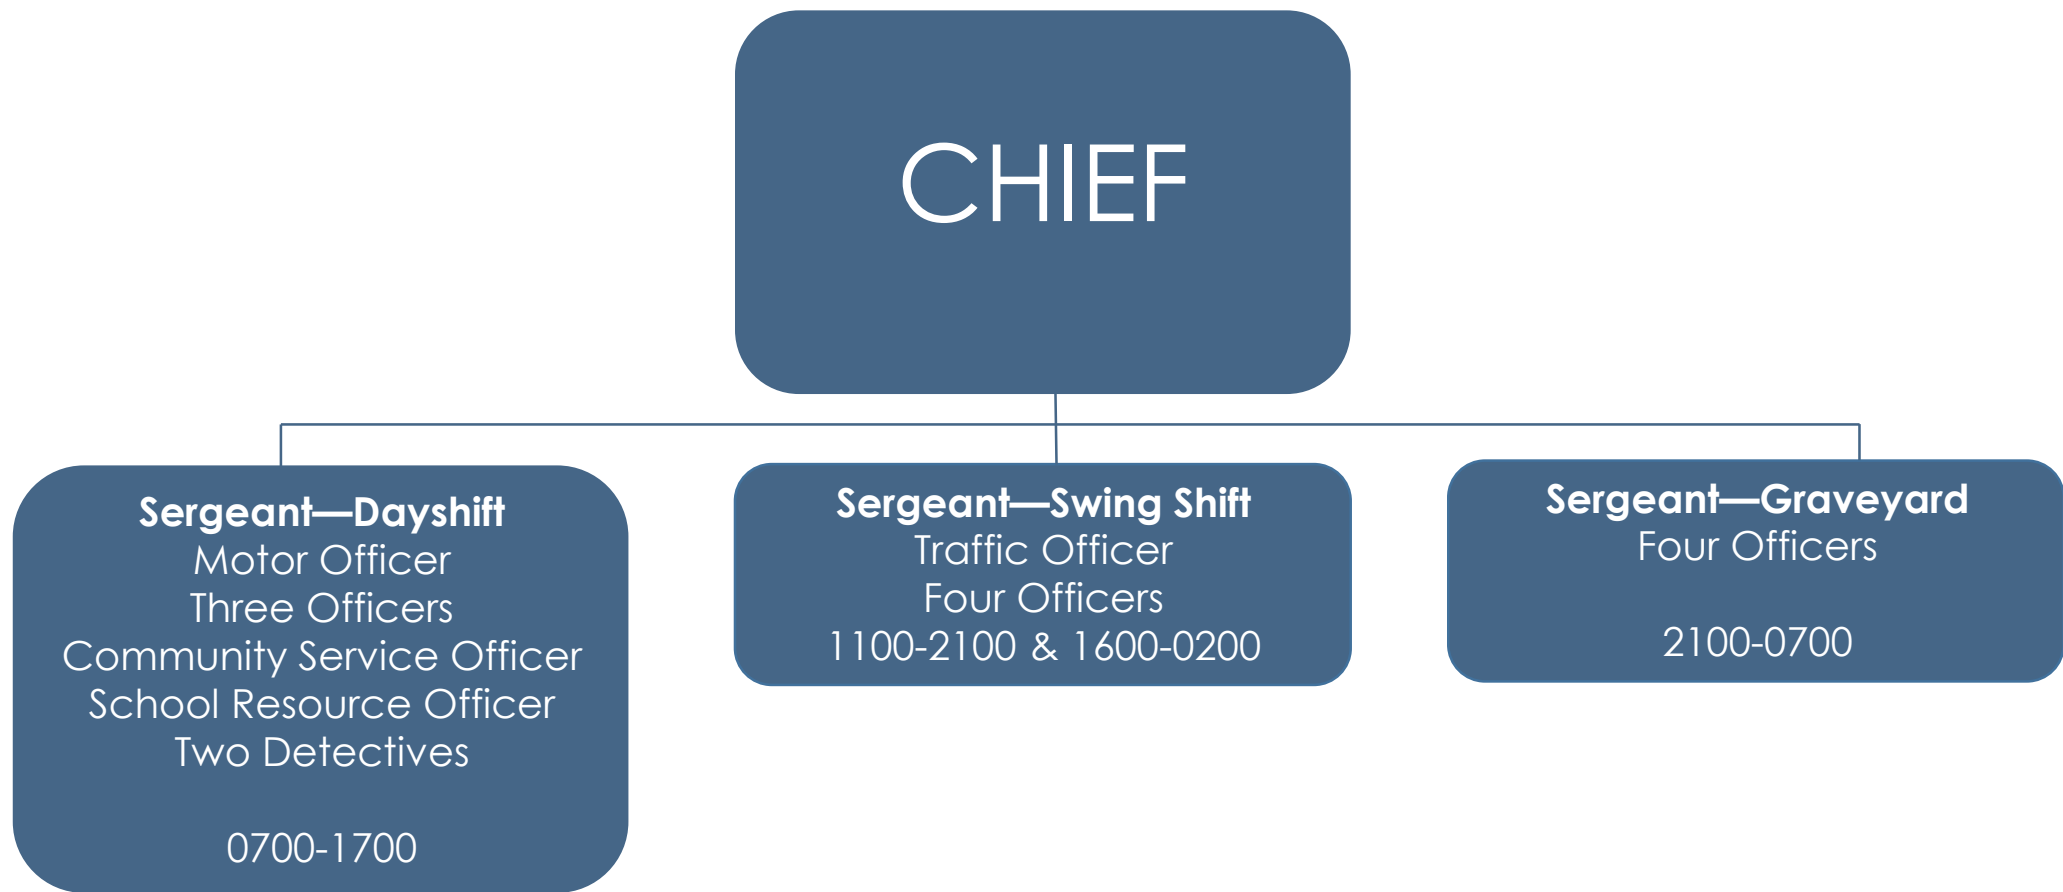 CHIEF
Sergeant—Dayshift
Motor Officer
Three Officers
Community Service Officer
School Resource Officer
Two Detectives
0700-1700
Sergeant—Swing Shift
Traffic Officer
Four Officers
1100-2100 & 1600-0200
Sergeant—Graveyard
Four Officers
2100-0700